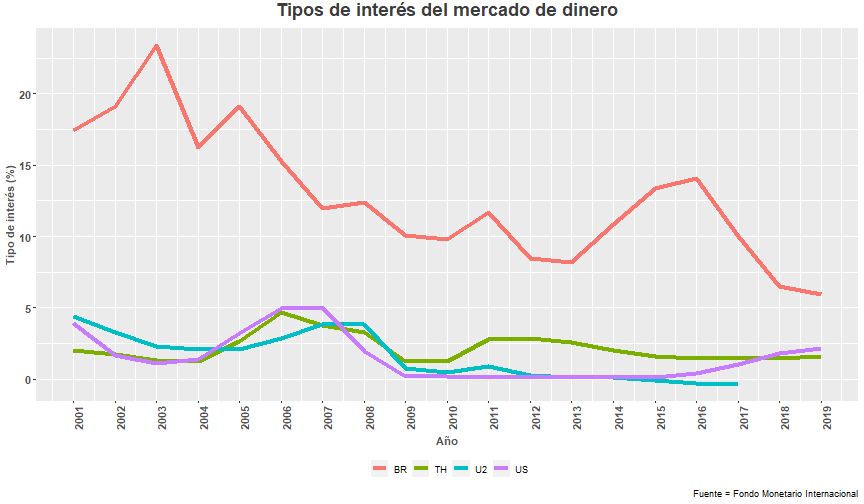 Tipos de interés del mercado de dinero
Tipo de interés (%)
20
15
10
5
0
2001 2002 2003 2004 2005 2006 2007 2008 2009 2010 2011 2012 2013 2014 2015 2016 2017 2018 2019
Año
BR TH U2 US
Fuente = Fondo Monetario Internacional